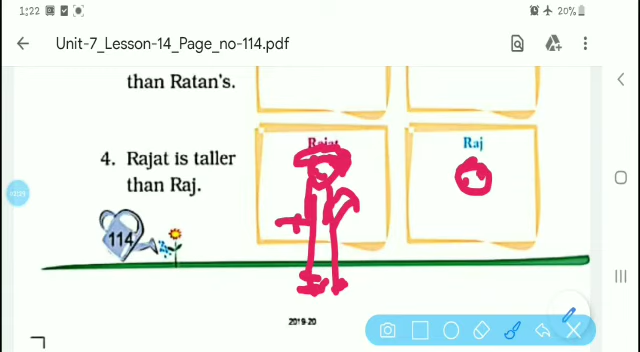 1:22
20%
Unit-7_Lesson-14_Page_no-114.pdf
than Ratan's.
Rajat
Raj
4. Rajat is taller
than Raj.
114
2019-20